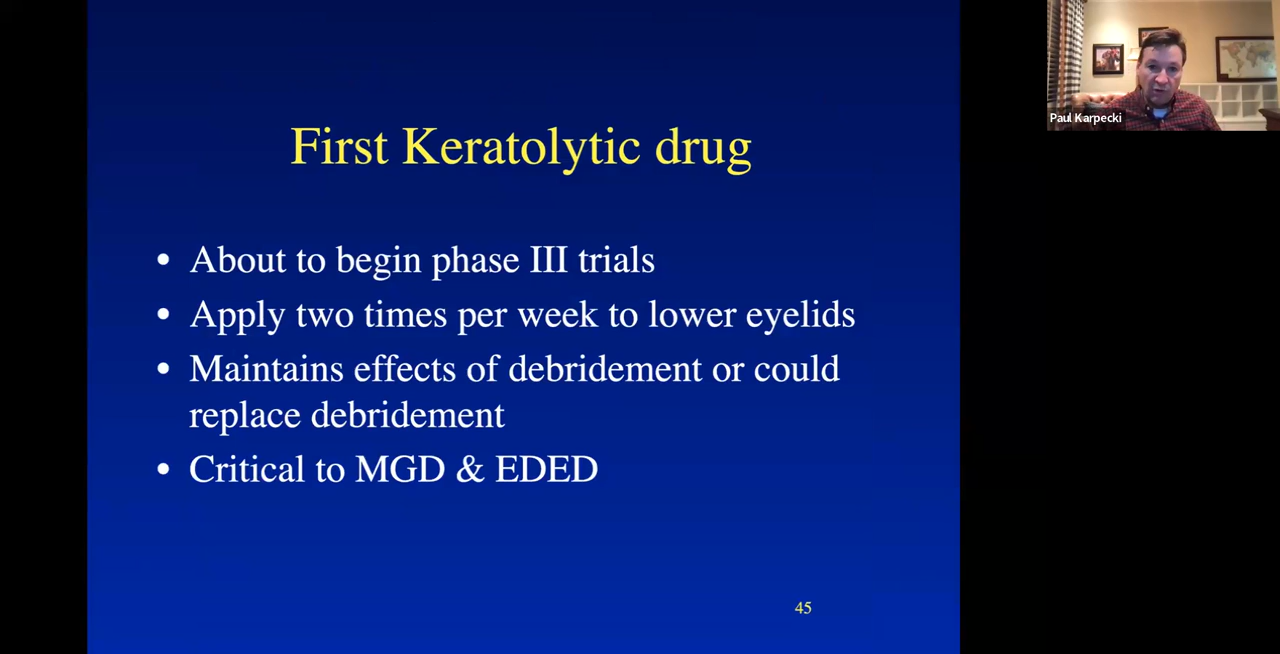 First Keratolytic drug
• About to begin phase III trials
• Apply two times per week to lower eyelids
• Maintains effects of debridement or could
replace debridement
• Critical to MGD & EDED
45
Paul Karpecki